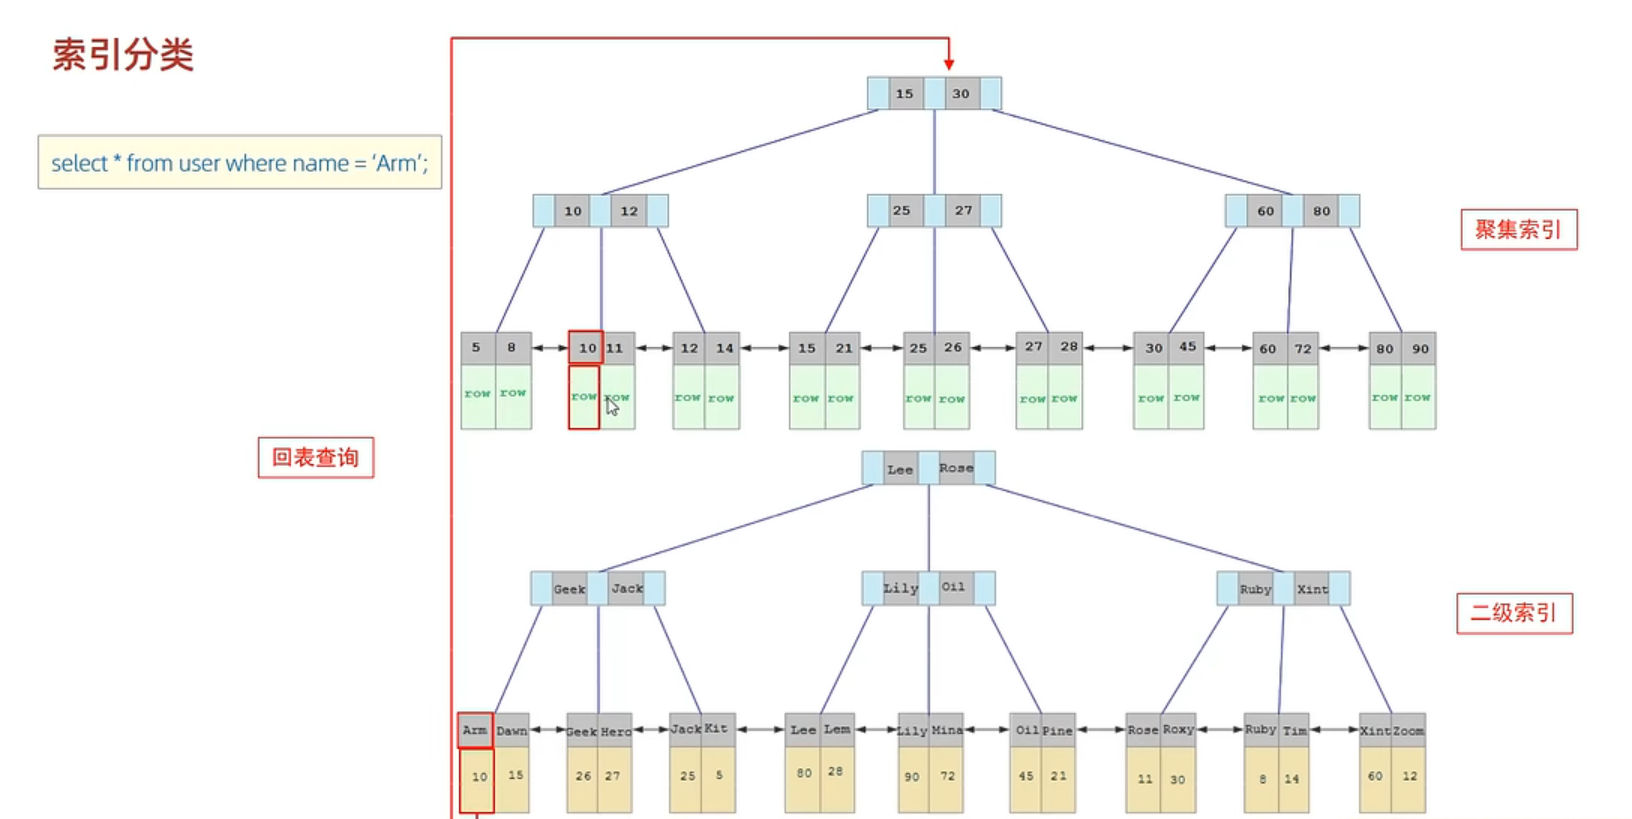 索引分类
select * from user where name = ‘Arm’;
15 30
10 12 25 27 60 80
聚集索引
5 8 10 11 12 14 15 21 25 26 27 28 30 45 60 72 80 90
row row row row row row row row row row row row row row row row row row
回表查询
Lee Rose
Geek Jack Lily Oil Ruby Xint
二级索引
Arm Dawn Geek Hero Jack Kit Lee Lem Lily Mina Oil Pine Rose Roxy Ruby Tim Xint Zoom
10 15 26 27 25 5 80 28 90 72 45 21 11 30 8 14 60 12